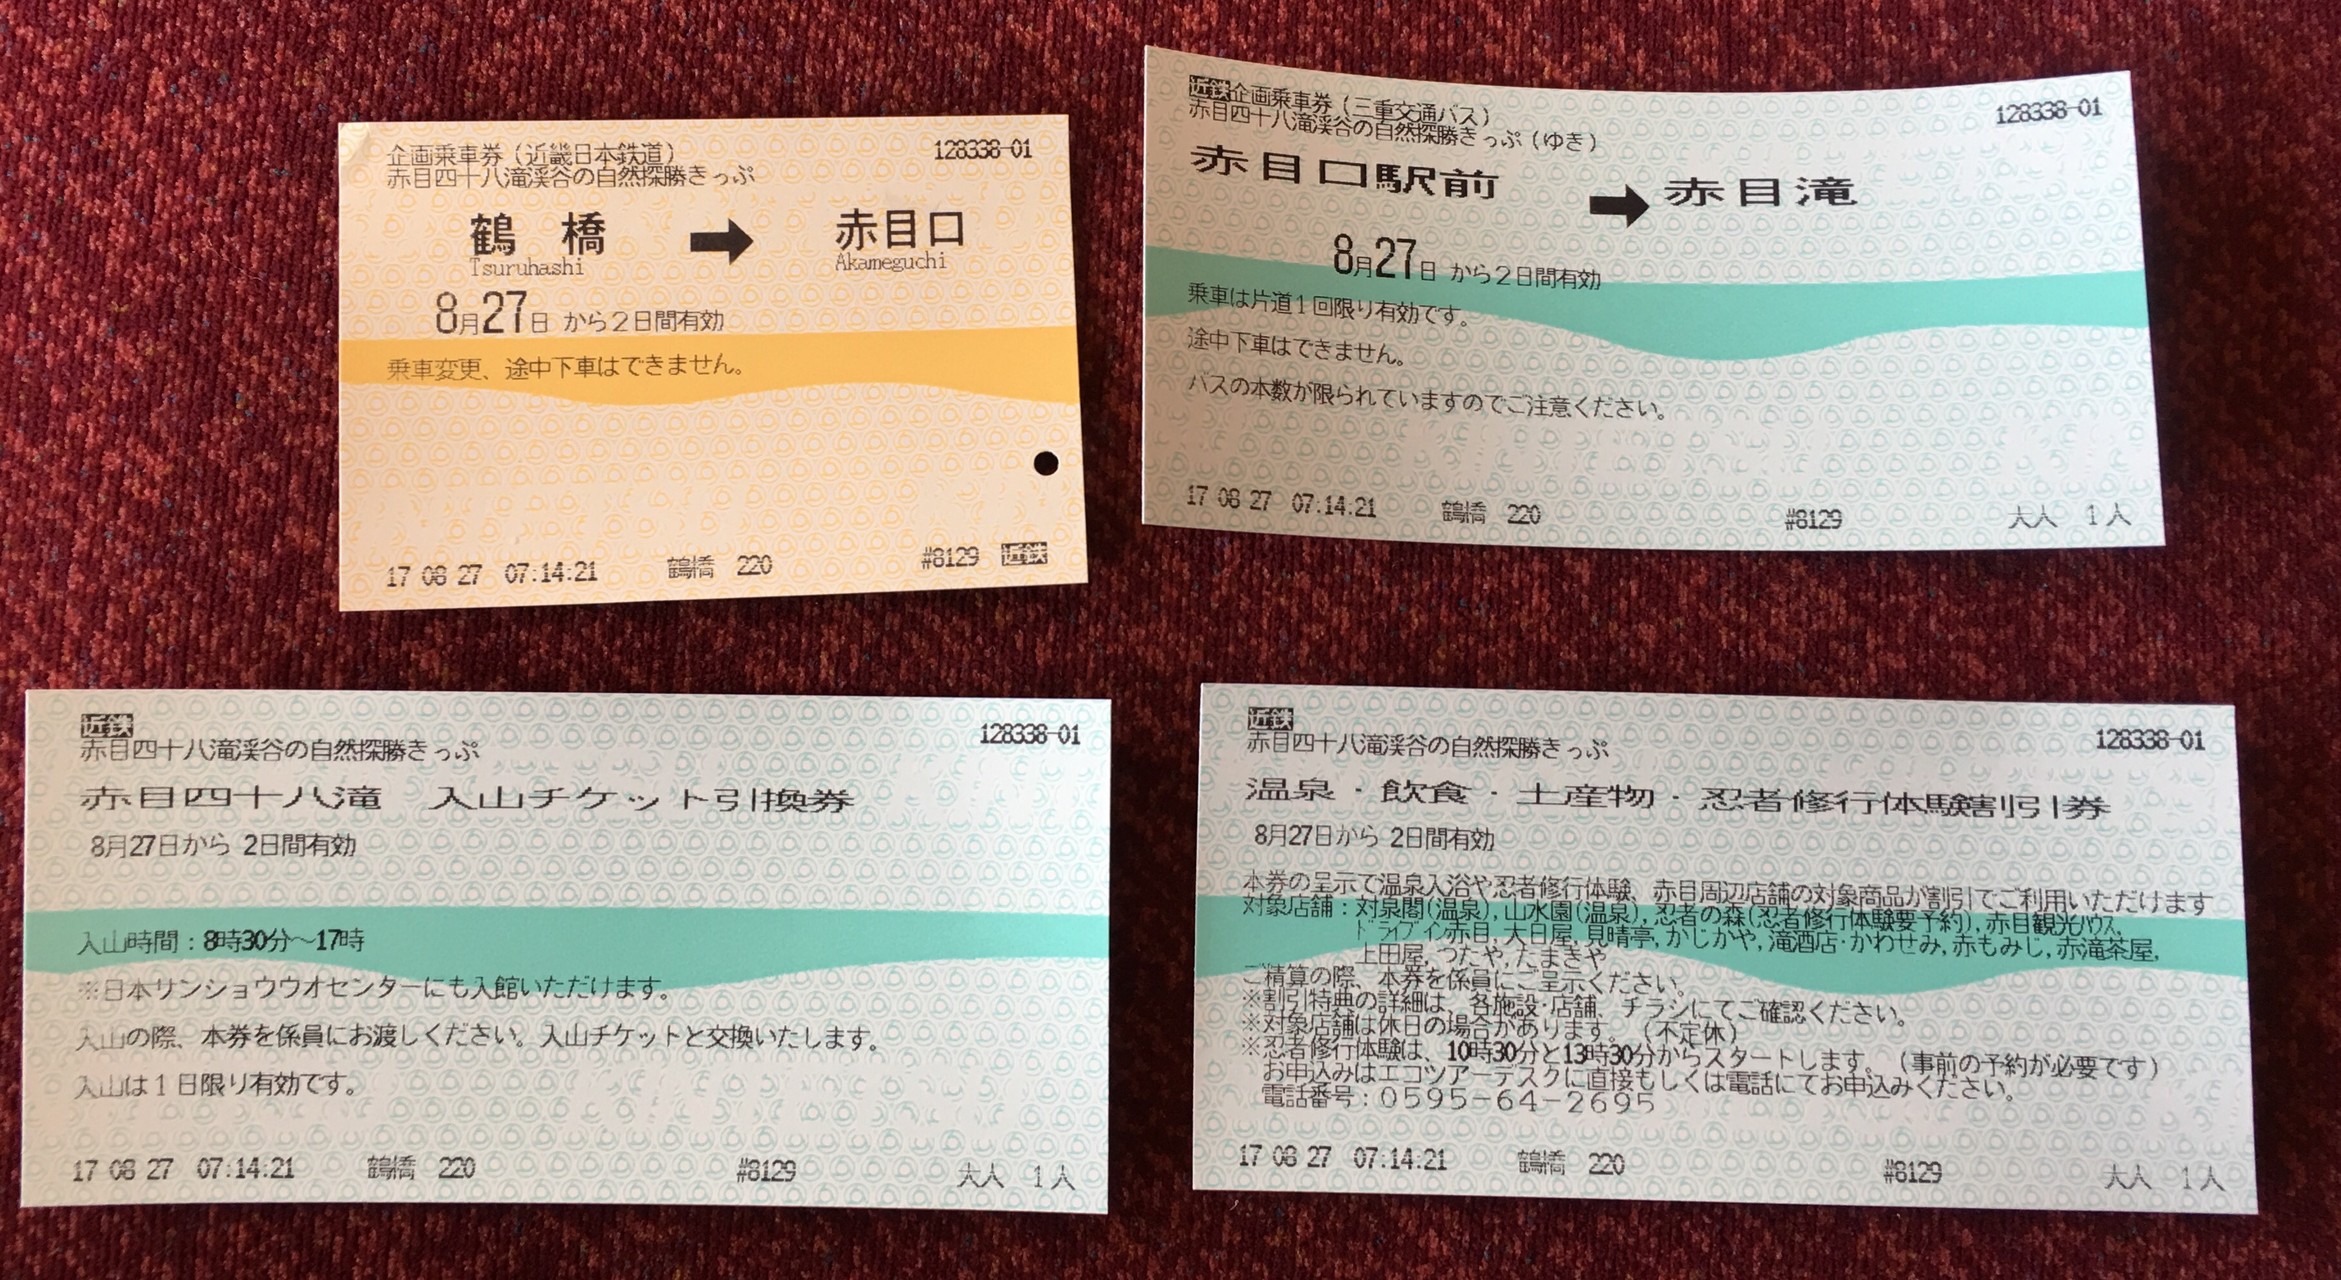 企画乗車券(近畿日本鉄道)
128338-01
赤目四十八滝渓谷の自然探勝きっぷ
鶴橋 ➡ 赤目口
Tsuruhashi Akameguchi
8月27日 から2日間有効
乗車変更、途中下車はできません。
17 08 27 07:14:21 鶴橋 220 #8129 近鉄
近鉄企画乗車券(三重交通バス)
128338-01
赤目四十八滝渓谷の自然探勝きっぷ(ゆき)
赤目口駅前 ➡ 赤目滝
8月27日 から2日間有効
乗車は片道1回限り有効です。
途中下車はできません。
バスの本数が限られていますのでご注意ください。
17 08 27 07:14:21 鶴橋 220 #8129 大人 1人
近鉄
128338-01
赤目四十八滝渓谷の自然探勝きっぷ
赤目四十八滝 入山チケット引換券
8月27日から 2日間有効
入山時間:8時30分~17時
※日本サンショウウオセンターにも入館いただけます。
入山の際、本券を係員にお渡しください。入山チケットと交換いたします。
入山は1日限り有効です。
17 08 27 07:14:21 鶴橋 220 #8129 大人 1人
近鉄
128338-01
赤目四十八滝渓谷の自然探勝きっぷ
温泉・飲食・土産物・忍者修行体験割引券
8月27日から 2日間有効
本券の呈示で温泉入浴や忍者修行体験、赤目周辺店舗の対象商品が割引でご利用いただけます
対象店舗:対泉閣(温泉),山水園(温泉),忍者の森(忍者修行体験要予約),赤目観光ハウス,
ドライブイン赤目,大日屋,見晴亭,かじかや,滝酒店・かわせみ,赤もみじ,赤滝茶屋,
上田屋,つたや,たまきや
ご精算の際、本券を係員にご呈示ください。
※割引特典の詳細は、各施設・店舗、チラシにてご確認ください。
※対象店舗は休日の場合があります。(不定休)
※忍者修行体験は、10時30分と13時30分からスタートします。(事前の予約が必要です)
お申込みはエコツアーデスクに直接もしくは電話にてお申込みください。
電話番号:0595-64-2695
17 08 27 07:14:21 鶴橋 220 #8129 大人 1人